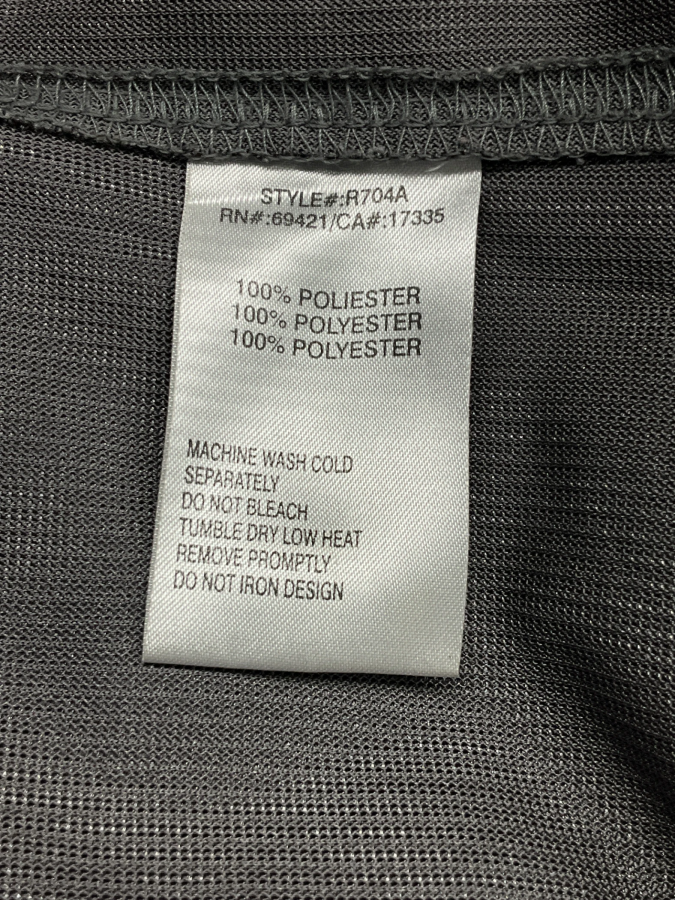 STYLE#:R704A
RN#:69421/CA#:17335
100% POLIESTER
100% POLYESTER
100% POLYESTER
MACHINE WASH COLD
SEPARATELY
DO NOT BLEACH
TUMBLE DRY LOW HEAT
REMOVE PROMPTLY
DO NOT IRON DESIGN